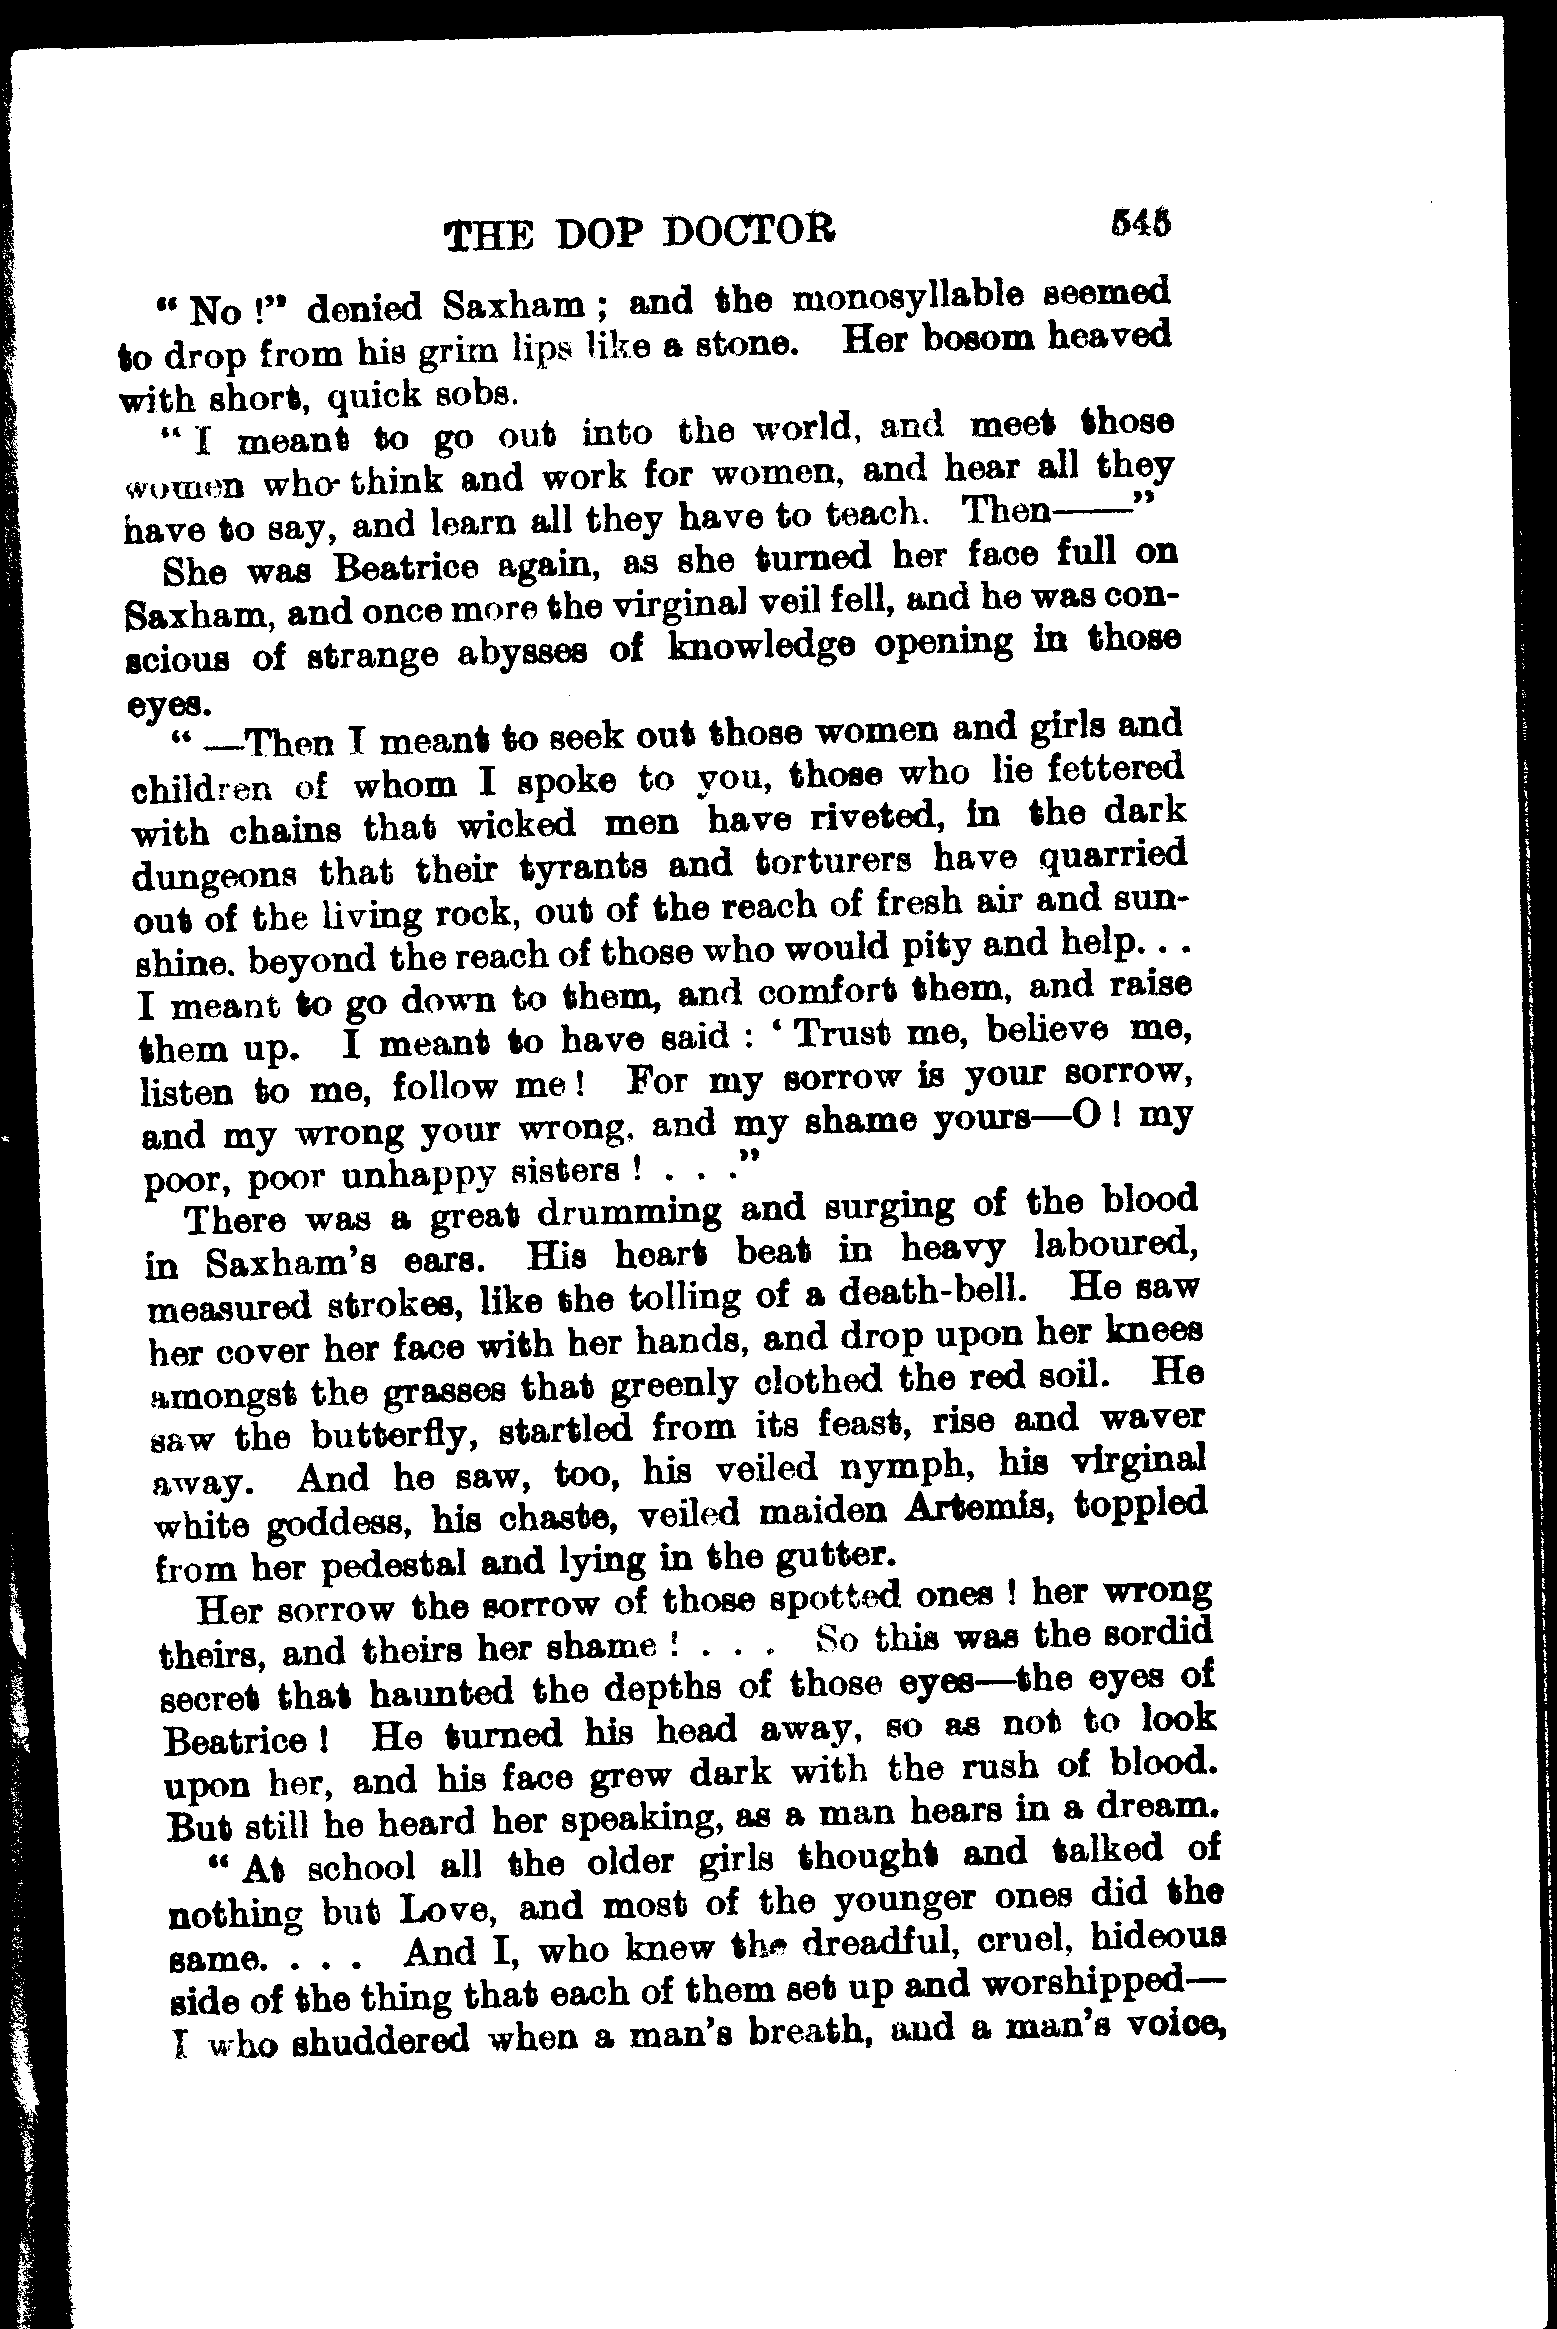 THE DOP DOCTOR 545
“ No !” denied Saxham ; and the monosyllable seemed
to drop from his grim lips like a stone. Her bosom heaved
with short, quick sobs.
“ I meant to go out into the world, and meet those
women who think and work for women, and hear all they
have to say, and learn all they have to teach. Then——”
She was Beatrice again, as she turned her face full on
Saxham, and once more the virginal veil fell, and he was con-
scious of strange abysses of knowledge opening in those
eyes.
“ —Then I meant to seek out those women and girls and
children of whom I spoke to you, those who lie fettered
with chains that wicked men have riveted, in the dark
dungeons that their tyrants and torturers have quarried
out of the living rock, out of the reach of fresh air and sun-
shine. beyond the reach of those who would pity and help. . .
I meant to go down to them, and comfort them, and raise
them up. I meant to have said : ‘ Trust me, believe me,
listen to me, follow me ! For my sorrow is your sorrow,
and my wrong your wrong, and my shame yours—O ! my
poor, poor unhappy sisters ! . . .”
There was a great drumming and surging of the blood
in Saxham’s ears. His heart beat in heavy laboured,
measured strokes, like the tolling of a death-bell. He saw
her cover her face with her hands, and drop upon her knees
amongst the grasses that greenly clothed the red soil. He
saw the butterfly, startled from its feast, rise and waver
away. And he saw, too, his veiled nymph, his virginal
white goddess, his chaste, veiled maiden Artemis, toppled
from her pedestal and lying in the gutter.
Her sorrow the sorrow of those spotted ones ! her wrong
theirs, and theirs her shame ! . . . So this was the sordid
secret that haunted the depths of those eyes—the eyes of
Beatrice ! He turned his head away, so as not to look
upon her, and his face grew dark with the rush of blood.
But still he heard her speaking, as a man hears in a dream.
“ At school all the older girls thought and talked of
nothing but Love, and most of the younger ones did the
same. . . . And I, who knew the dreadful, cruel, hideous
side of the thing that each of them set up and worshipped—
I who shuddered when a man’s breath, and a man’s voice,